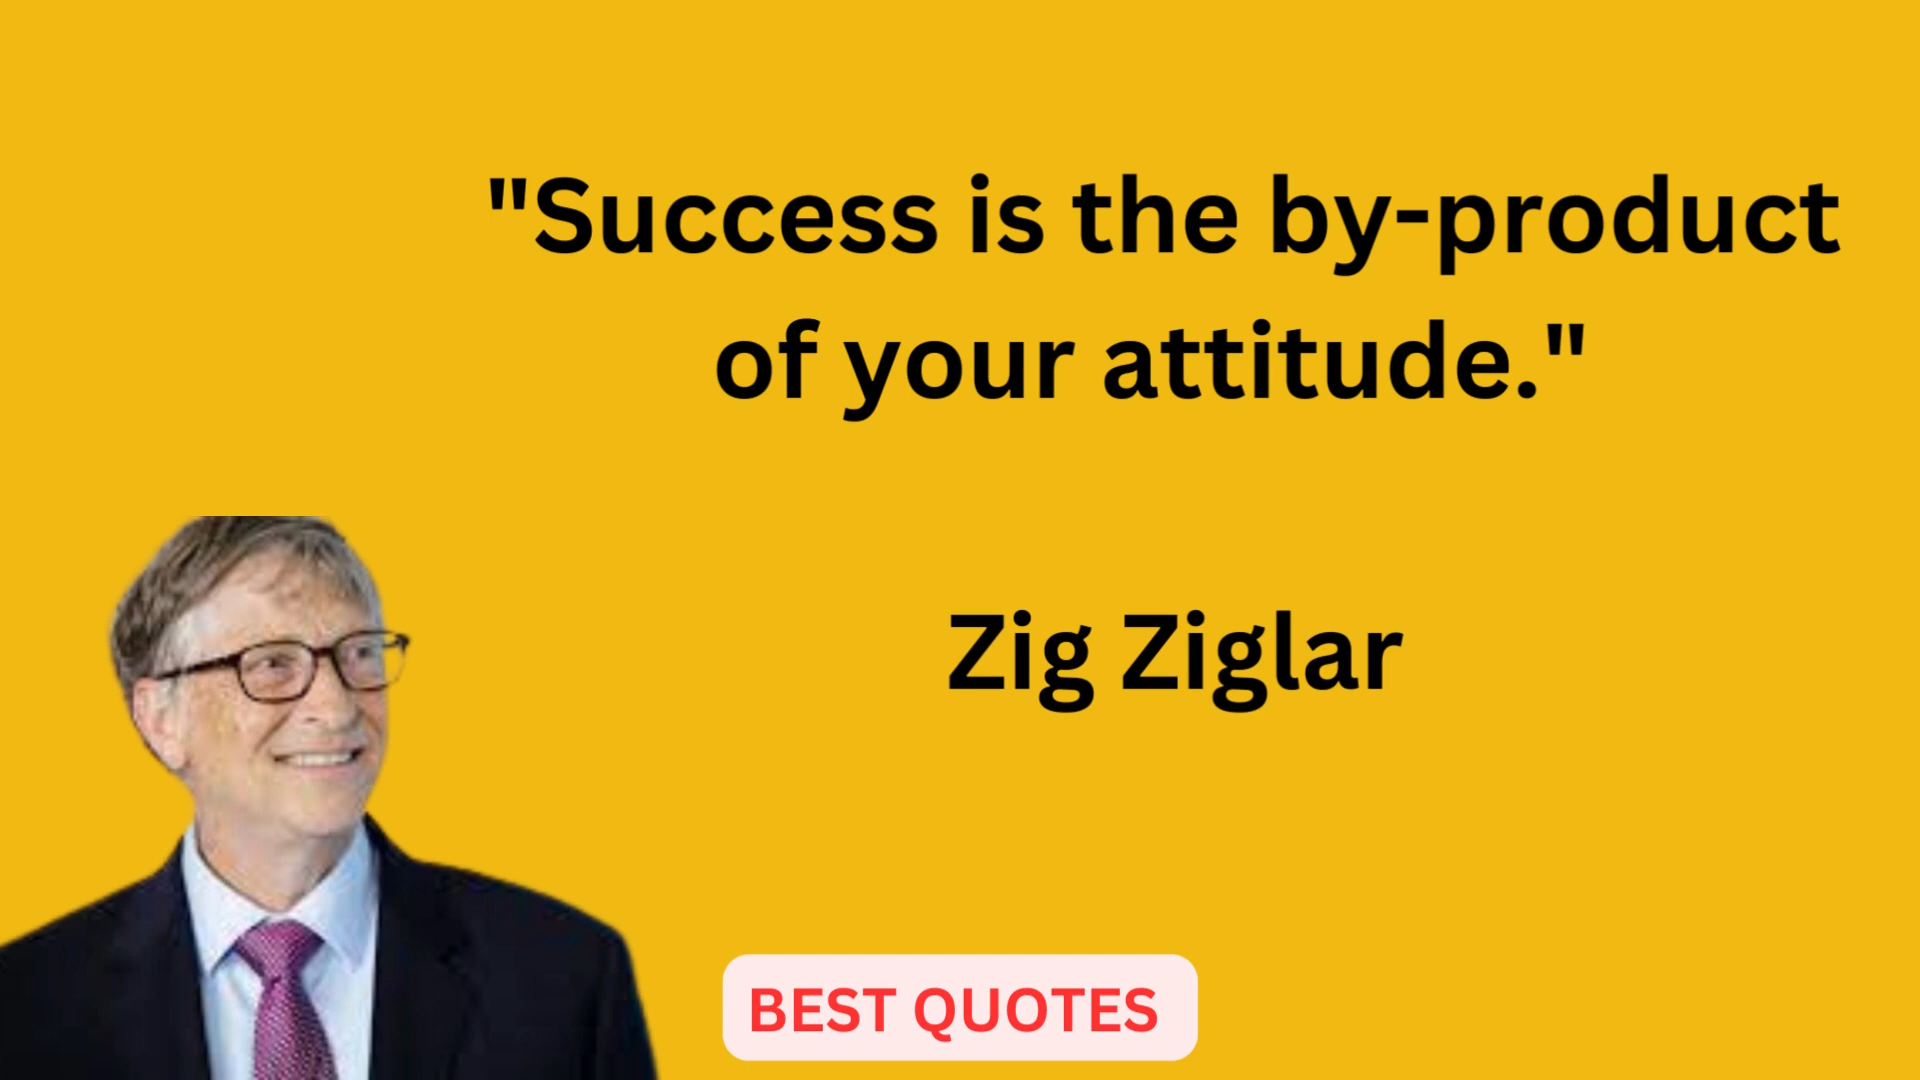 "Success is the by-product
of your attitude."
Zig Ziglar
BEST QUOTES